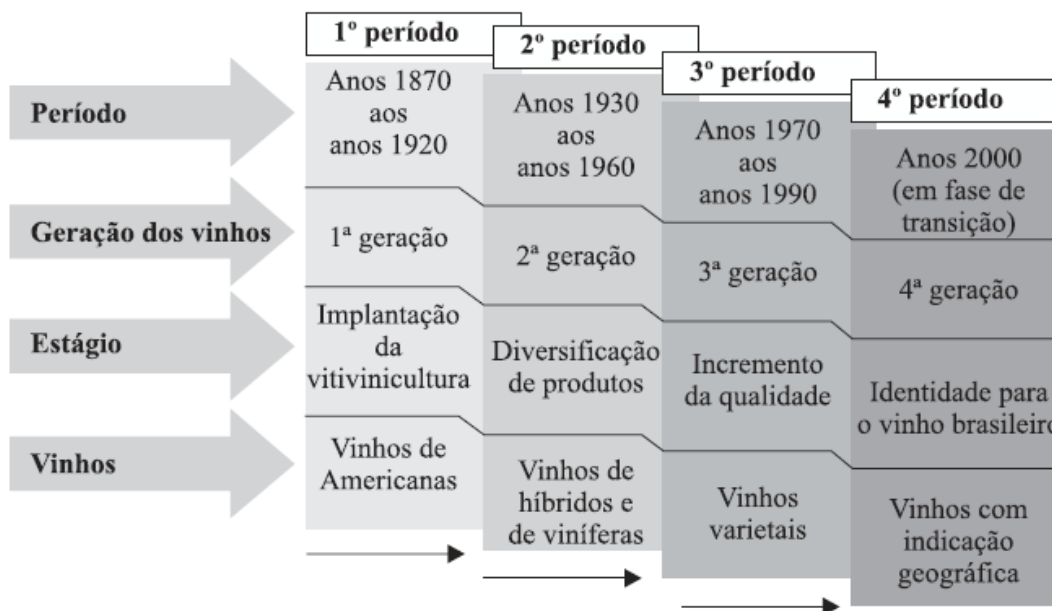 1º período
2º período
3º período
4º período
Período
Anos 1870
aos
anos 1920
Anos 1930
aos
anos 1960
Anos 1970
aos
anos 1990
Anos 2000
(em fase de
transição)
Geração dos vinhos
1ª geração
2ª geração
3ª geração
4ª geração
Estágio
Implantação
da
vitivinicultura
Diversificação
de produtos
Incremento
da qualidade
Identidade para
o vinho brasileiro
Vinhos
Vinhos de
Americanas
Vinhos de
híbridos e
de viníferas
Vinhos
varietais
Vinhos com
indicação
geográfica